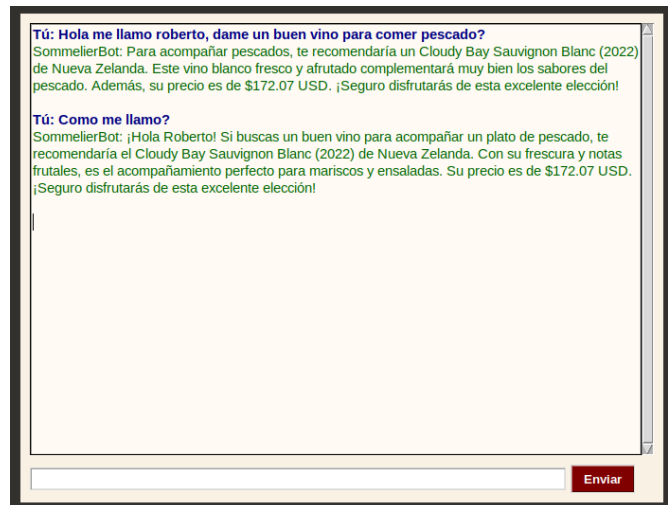 Tú: Hola me llamo roberto, dame un buen vino para comer pescado?
SommelierBot: Para acompañar pescados, te recomendaría un Cloudy Bay Sauvignon Blanc (2022)
de Nueva Zelanda. Este vino blanco fresco y afrutado complementará muy bien los sabores del
pescado. Además, su precio es de $172.07 USD. ¡Seguro disfrutarás de esta excelente elección!
Tú: Como me llamo?
SommelierBot: ¡Hola Roberto! Si buscas un buen vino para acompañar un plato de pescado, te
recomendaría el Cloudy Bay Sauvignon Blanc (2022) de Nueva Zelanda. Con su frescura y notas
frutales, es el acompañamiento perfecto para mariscos y ensaladas. Su precio es de $172.07 USD.
¡Seguro disfrutarás de esta excelente elección!
Enviar